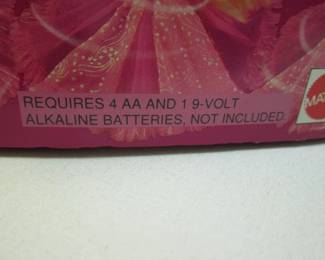 REQUIRES 4 AA AND 1 9-VOLT
ALKALINE BATTERIES, NOT INCLUDED.